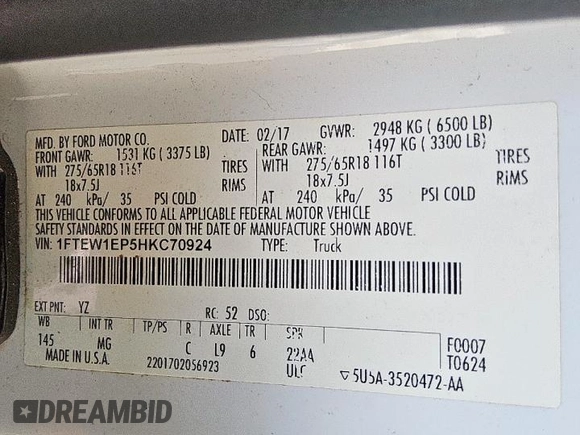 MFD. BY FORD MOTOR CO. DATE: 02/17 GVWR: 2948 KG ( 6500 LB)
FRONT GAWR: 1531 KG ( 3375 LB) REAR GAWR: 1497 KG ( 3300 LB)
WITH 275/65R18 116T TIRES WITH 275/65R18 116T TIRES
18x7.5J RIMS 18x7.5J RIMS
AT 240 kPa/ 35 PSI COLD AT 240 kPa/ 35 PSI COLD
THIS VEHICLE CONFORMS TO ALL APPLICABLE FEDERAL MOTOR VEHICLE
SAFETY STANDARDS IN EFFECT ON THE DATE OF MANUFACTURE SHOWN ABOVE.
VIN: 1FTEW1EP5HKC70924 TYPE: Truck
EXT PNT: YZ RC: 52 DSO:
WB INT TR TP/PS R AXLE TR SPR
145 MG C L9 6 22AA
ULC
F0007
T0624
MADE IN U.S.A. 2201702056923
▽5U5A-3520472-AA
DREAMBID